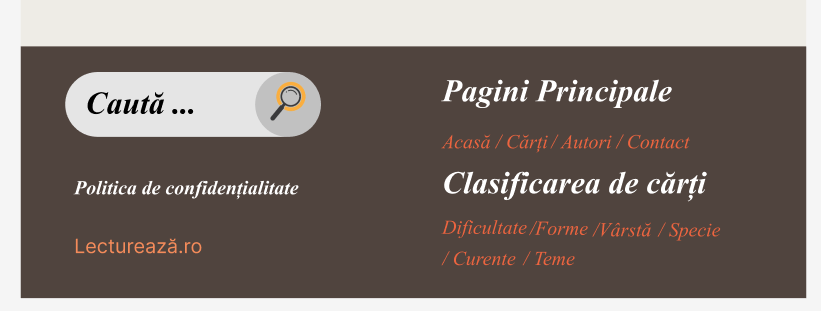 Caută ...
Politica de confidențialitate
Lecturează.ro
Pagini Principale
Acasă / Cărți / Autori / Contact
Clasificarea de cărți
Dificultate /Forme /Vârstă / Specie
/ Curente / Teme